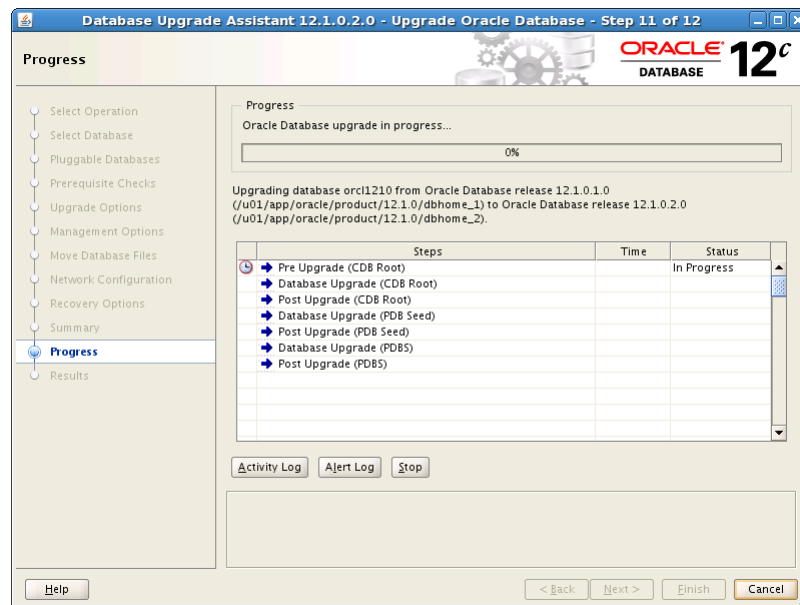 Database Upgrade Assistant 12.1.0.2.0 - Upgrade Oracle Database - Step 11 of 12
Progress
ORACLE
DATABASE
12c
Select Operation
Select Database
Pluggable Databases
Prerequisite Checks
Upgrade Options
Management Options
Move Database Files
Network Configuration
Recovery Options
Summary
Progress
Results
Progress
Oracle Database upgrade in progress...
0%
Upgrading database orcl1210 from Oracle Database release 12.1.0.1.0
(/u01/app/oracle/product/12.1.0/dbhome_1) to Oracle Database release 12.1.0.2.0
(/u01/app/oracle/product/12.1.0/dbhome_2).
Steps Time Status
Pre Upgrade (CDB Root) In Progress
Database Upgrade (CDB Root)
Post Upgrade (CDB Root)
Database Upgrade (PDB Seed)
Post Upgrade (PDB Seed)
Database Upgrade (PDBS)
Post Upgrade (PDBS)
Activity Log Alert Log Stop
Help < Back Next > Finish Cancel